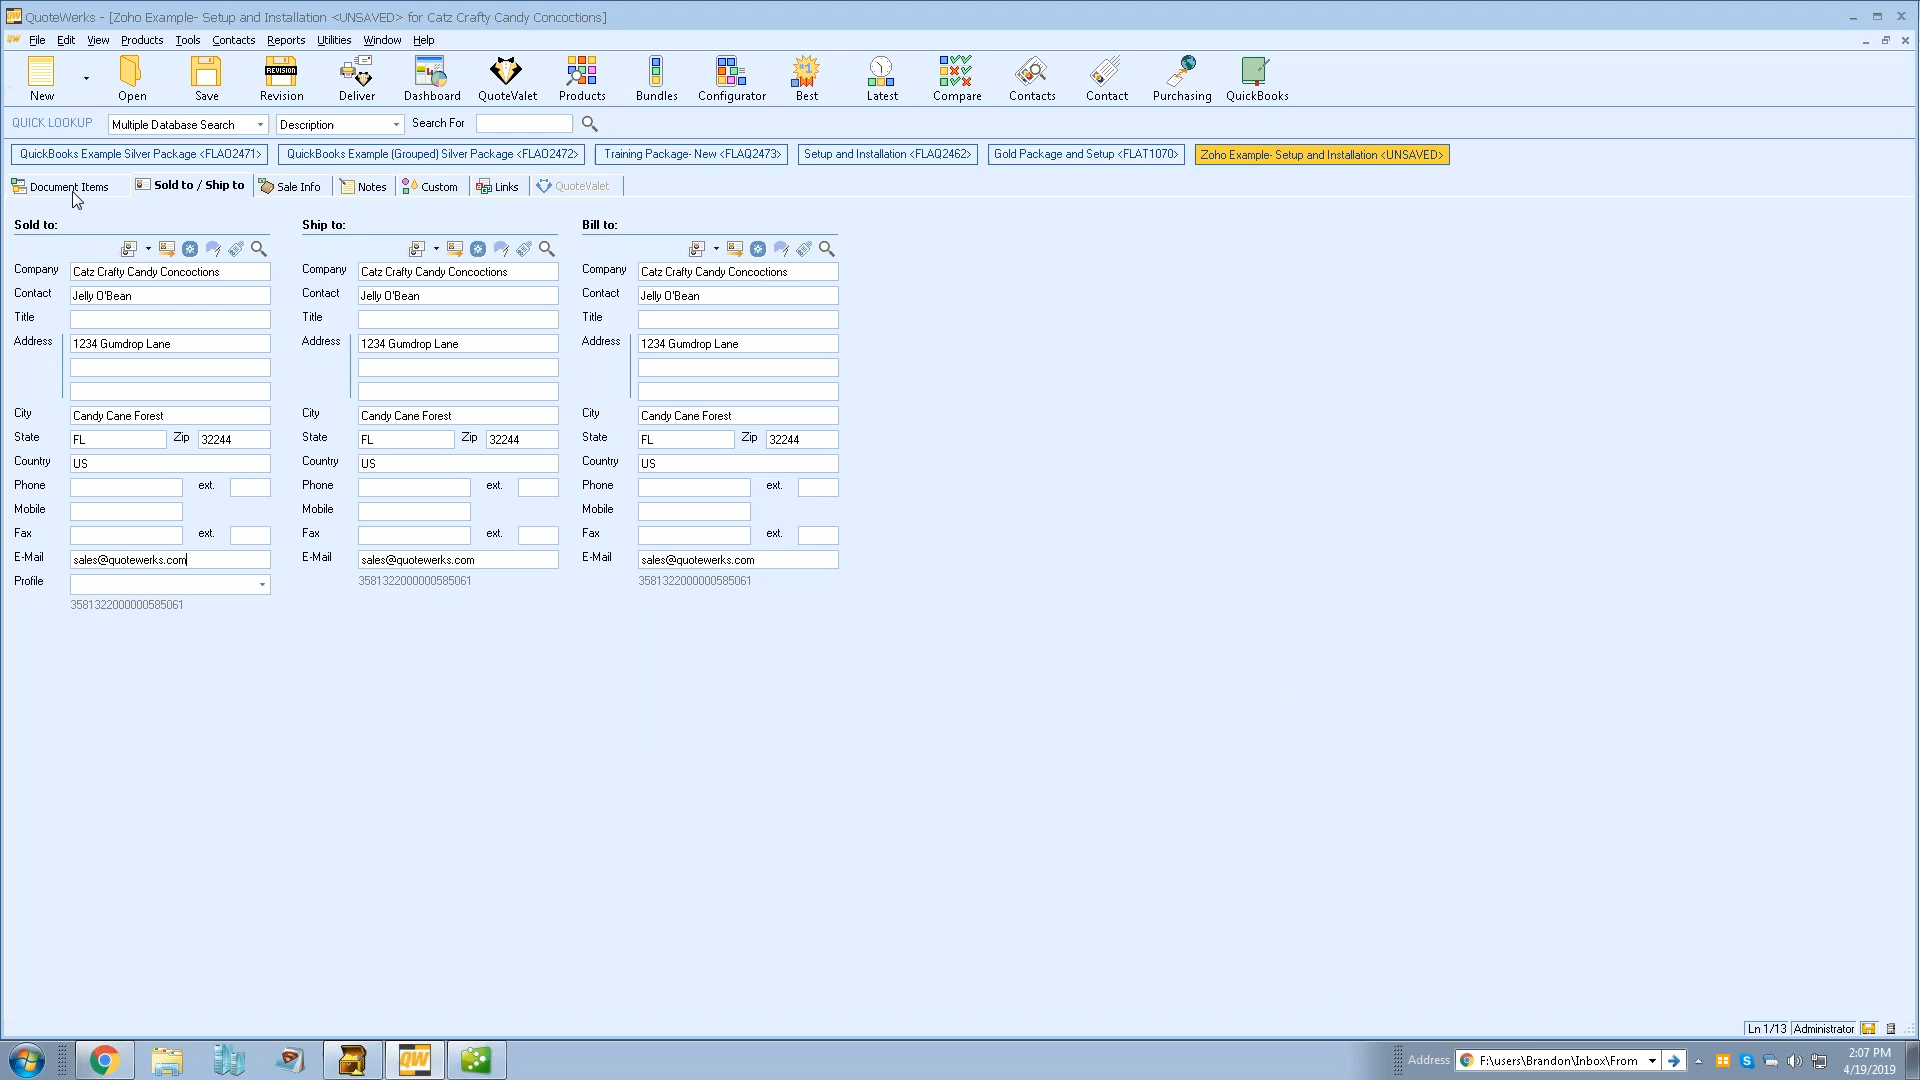 QuoteWerks - [Zoho Example- Setup and Installation <UNSAVED> for Catz Crafty Candy Concoctions]
File Edit View Products Tools Contacts Reports Utilities Window Help
REVISION
#1
New Open Save Revision Deliver Dashboard QuoteValet Products Bundles Configurator Best Latest Compare Contacts Contact Purchasing QuickBooks
QUICK LOOKUP Multiple Database Search Description Search For
QuickBooks Example Silver Package <FLAO2471> QuickBooks Example (Grouped) Silver Package <FLAO2472> Training Package- New <FLAQ2473> Setup and Installation <FLAQ2462> Gold Package and Setup <FLAT1070> Zoho Example- Setup and Installation <UNSAVED>
Document Items Sold to / Ship to Sale Info Notes Custom Links QuoteValet
Sold to: Ship to: Bill to:
Company Catz Crafty Candy Concoctions Company Catz Crafty Candy Concoctions Company Catz Crafty Candy Concoctions
Contact Jelly O'Bean Contact Jelly O'Bean Contact Jelly O'Bean
Title Title Title
Address 1234 Gumdrop Lane Address 1234 Gumdrop Lane Address 1234 Gumdrop Lane
City Candy Cane Forest City Candy Cane Forest City Candy Cane Forest
State FL Zip 32244 State FL Zip 32244 State FL Zip 32244
Country US Country US Country US
Phone ext. Phone ext. Phone ext.
Mobile Mobile Mobile
Fax ext. Fax ext. Fax ext.
E-Mail sales@quotewerks.com E-Mail sales@quotewerks.com E-Mail sales@quotewerks.com
Profile 3581322000000585061 3581322000000585061
3581322000000585061
Ln 1/13 Administrator
QW Address F:\users\Brandon\Inbox\From 2:07 PM
4/19/2019